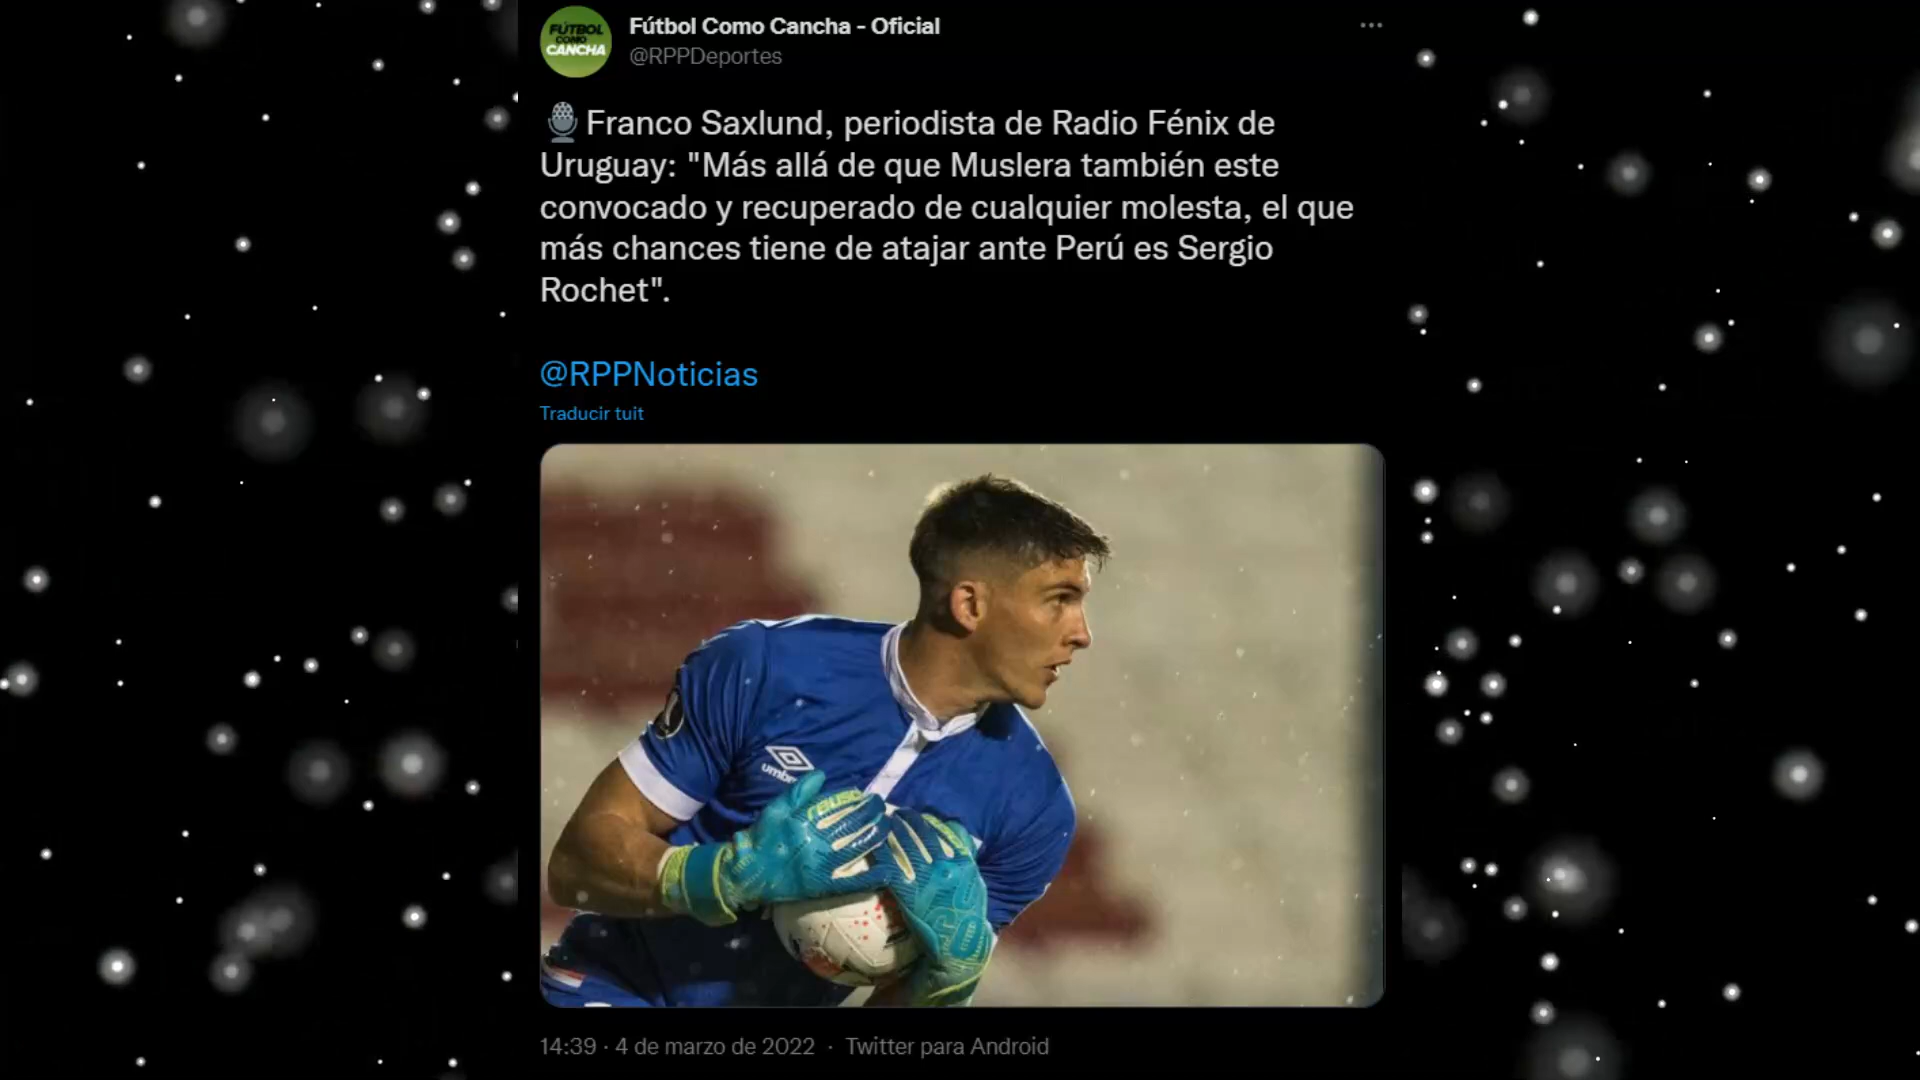 FÚTBOL
COMO
CANCHA
Fútbol Como Cancha - Oficial
@RPPDeportes
Franco Saxlund, periodista de Radio Fénix de
Uruguay: "Más allá de que Muslera también este
convocado y recuperado de cualquier molesta, el que
más chances tiene de atajar ante Perú es Sergio
Rochet".
@RPPNoticias
Traducir tuit
umbro
reusch
14:39 · 4 de marzo de 2022 · Twitter para Android